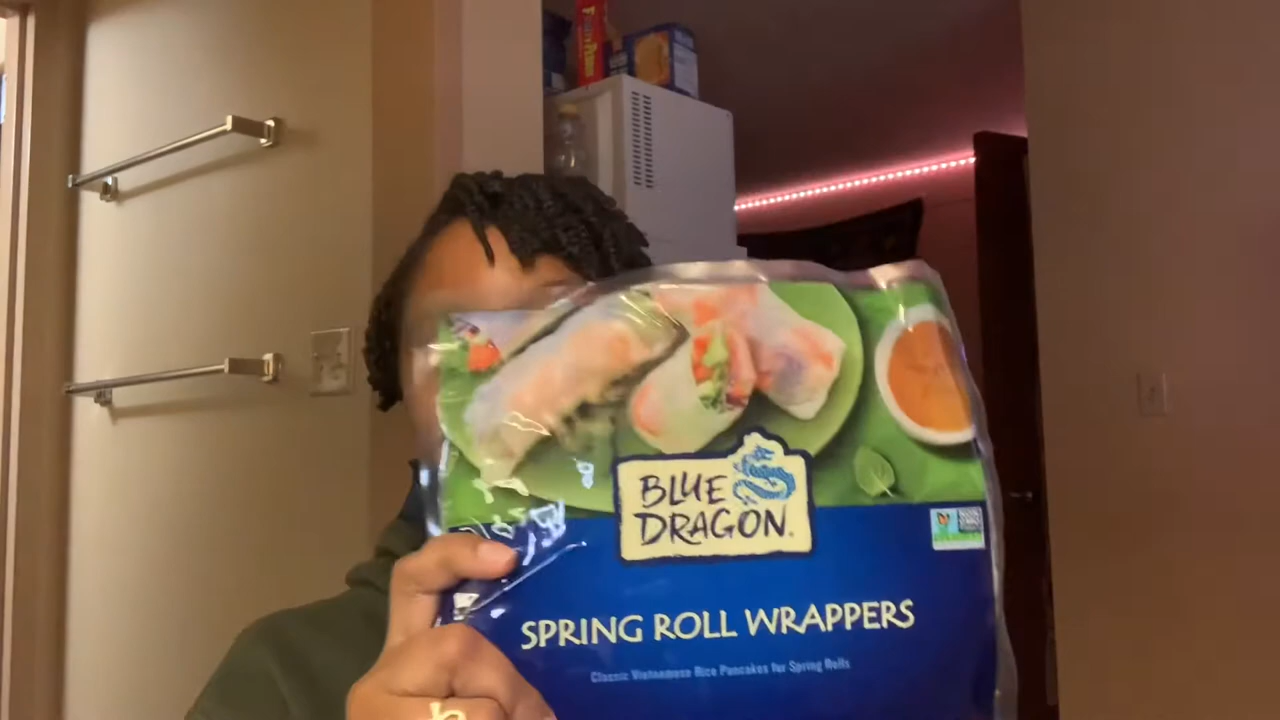 BLUE
DRAGON.
SPRING ROLL WRAPPERS
Classic Vietnamese Rice Pancakes for Spring Rolls